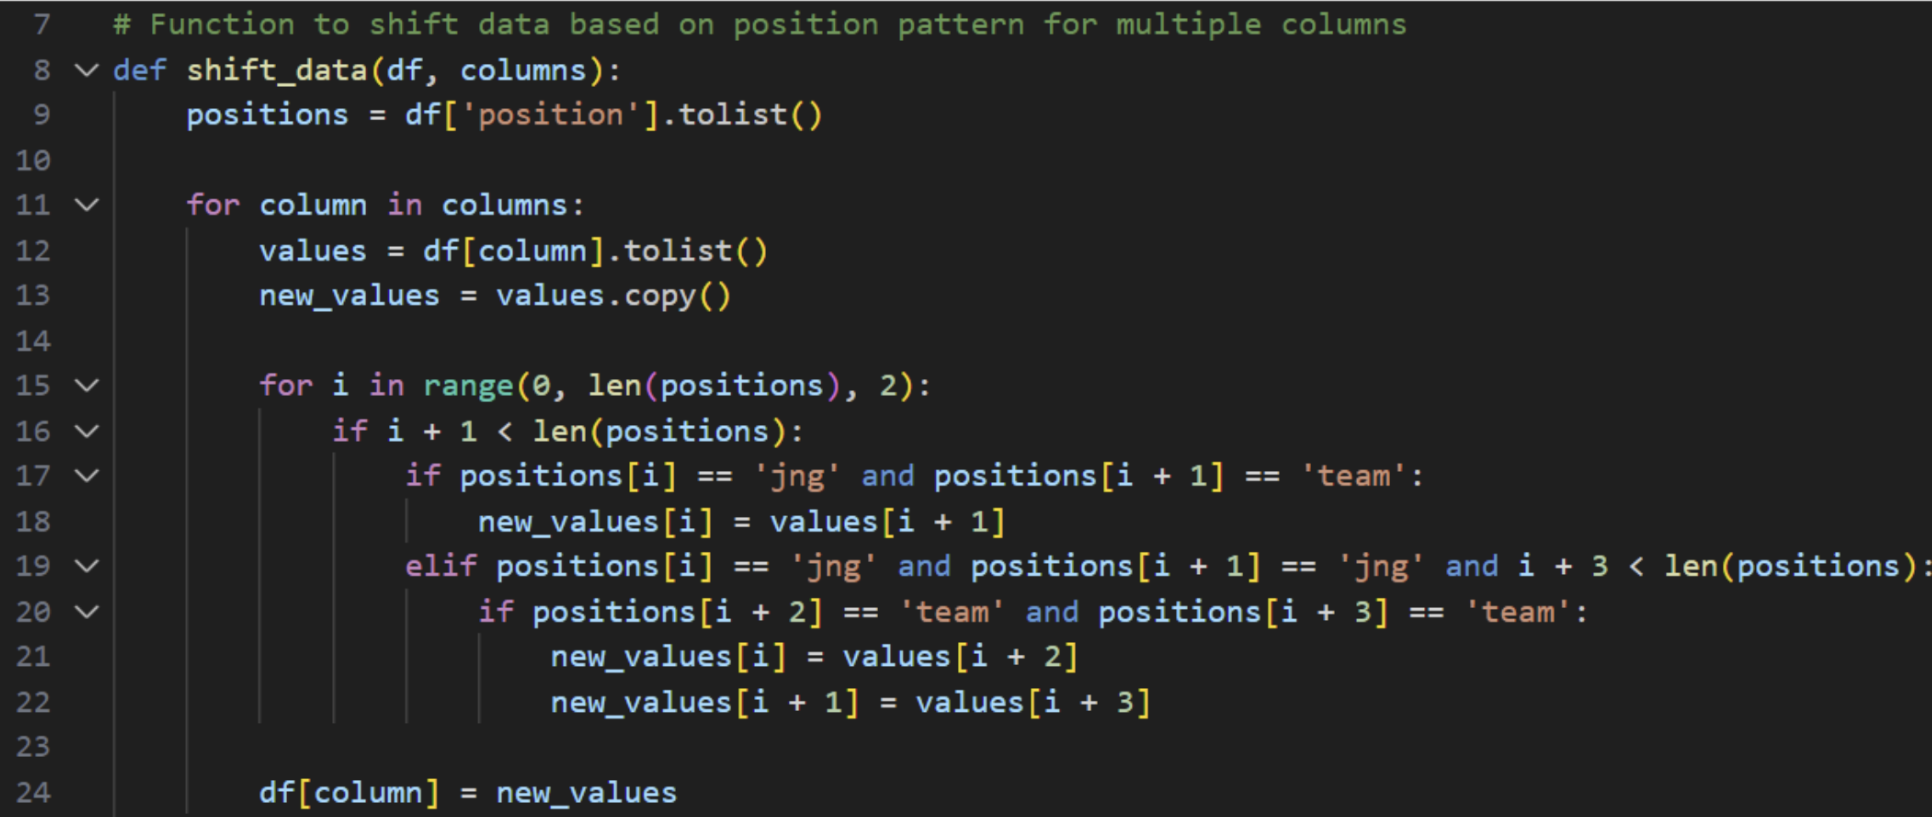 7 # Function to shift data based on position pattern for multiple columns
8 def shift_data(df, columns):
9     positions = df['position'].tolist()
10
11     for column in columns:
12         values = df[column].tolist()
13         new_values = values.copy()
14
15         for i in range(0, len(positions), 2):
16             if i + 1 < len(positions):
17                 if positions[i] == 'jng' and positions[i + 1] == 'team':
18                     new_values[i] = values[i + 1]
19                 elif positions[i] == 'jng' and positions[i + 1] == 'jng' and i + 3 < len(positions):
20                     if positions[i + 2] == 'team' and positions[i + 3] == 'team':
21                         new_values[i] = values[i + 2]
22                         new_values[i + 1] = values[i + 3]
23
24         df[column] = new_values